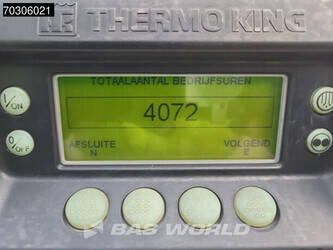 70306021
THERMO KING
TOTAALAANTAL BEDRIJFSUREN
I/ON
4072
O/OFF
AFSLUITE VOLGEND
N E
BAS WORLD